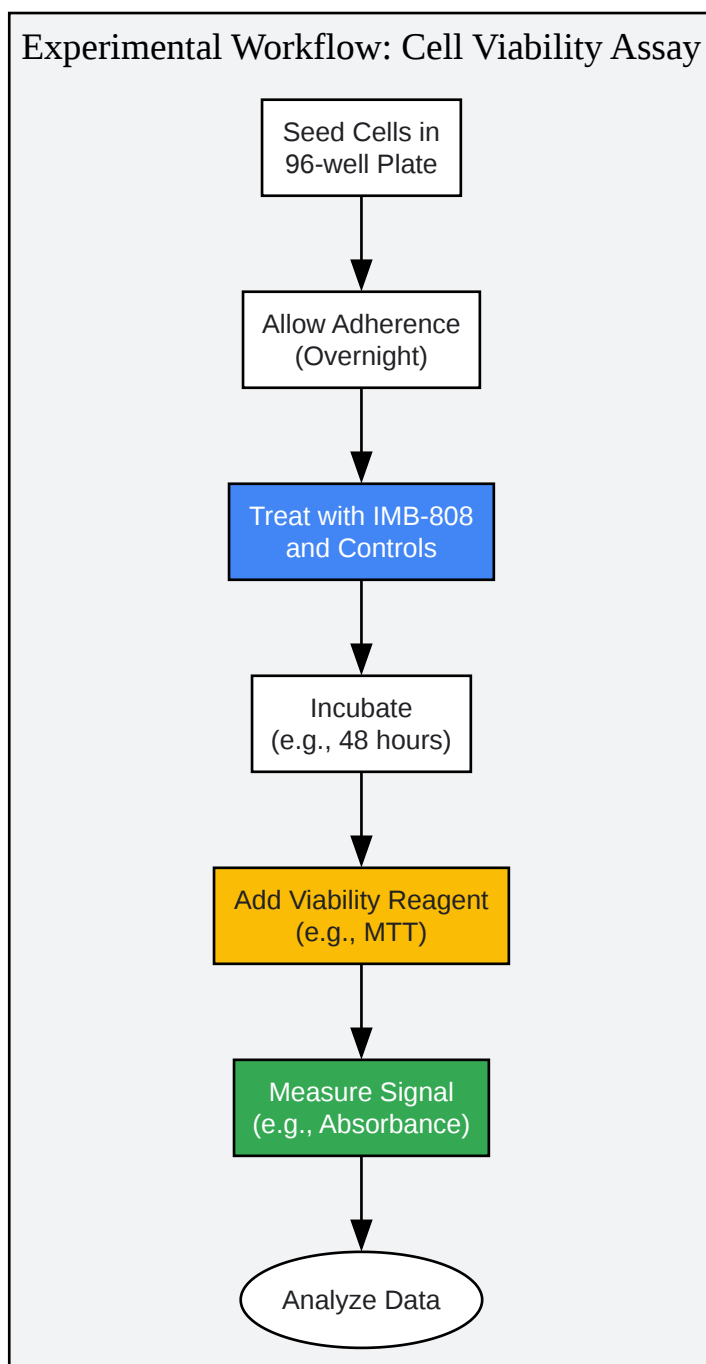 Experimental Workflow: Cell Viability Assay
Seed Cells in
96-well Plate
Allow Adherence
(Overnight)
Treat with IMB-808
and Controls
Incubate
(e.g., 48 hours)
Add Viability Reagent
(e.g., MTT)
Measure Signal
(e.g., Absorbance)
Analyze Data